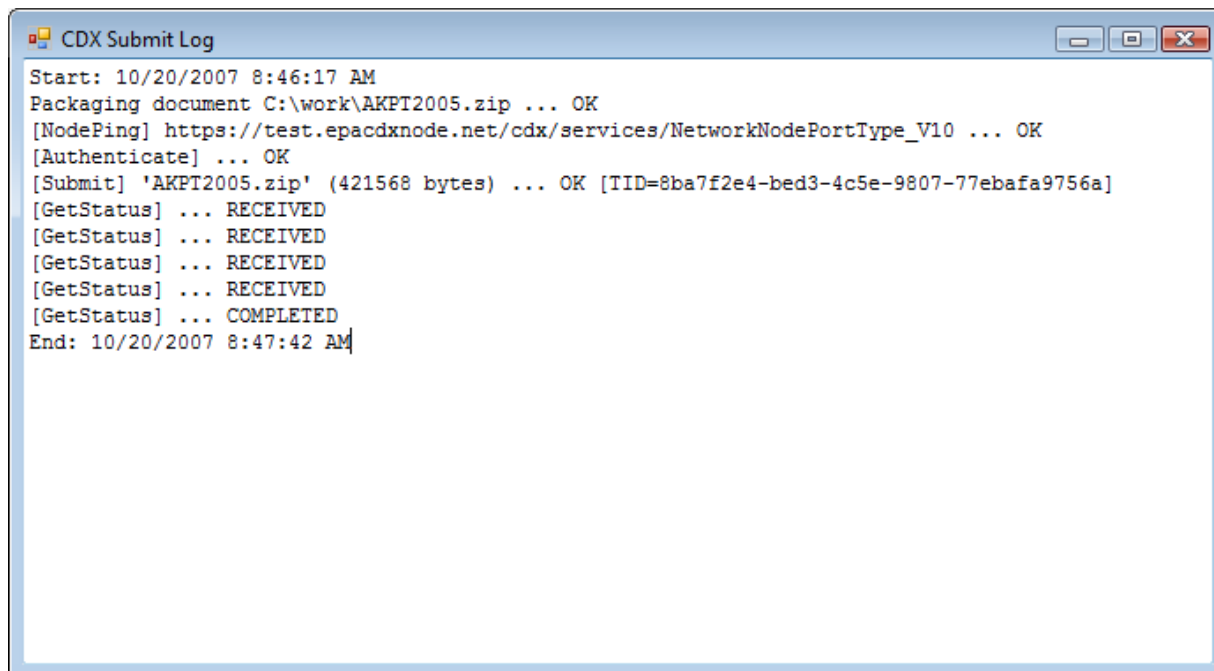 CDX Submit Log
Start: 10/20/2007 8:46:17 AM
Packaging document C:\work\AKPT2005.zip ... OK
[NodePing] https://test.epacdxnode.net/cdx/services/NetworkNodePortType_V10 ... OK
[Authenticate] ... OK
[Submit] 'AKPT2005.zip' (421568 bytes) ... OK [TID=8ba7f2e4-bed3-4c5e-9807-77ebafa9756a]
[GetStatus] ... RECEIVED
[GetStatus] ... RECEIVED
[GetStatus] ... RECEIVED
[GetStatus] ... RECEIVED
[GetStatus] ... COMPLETED
End: 10/20/2007 8:47:42 AM